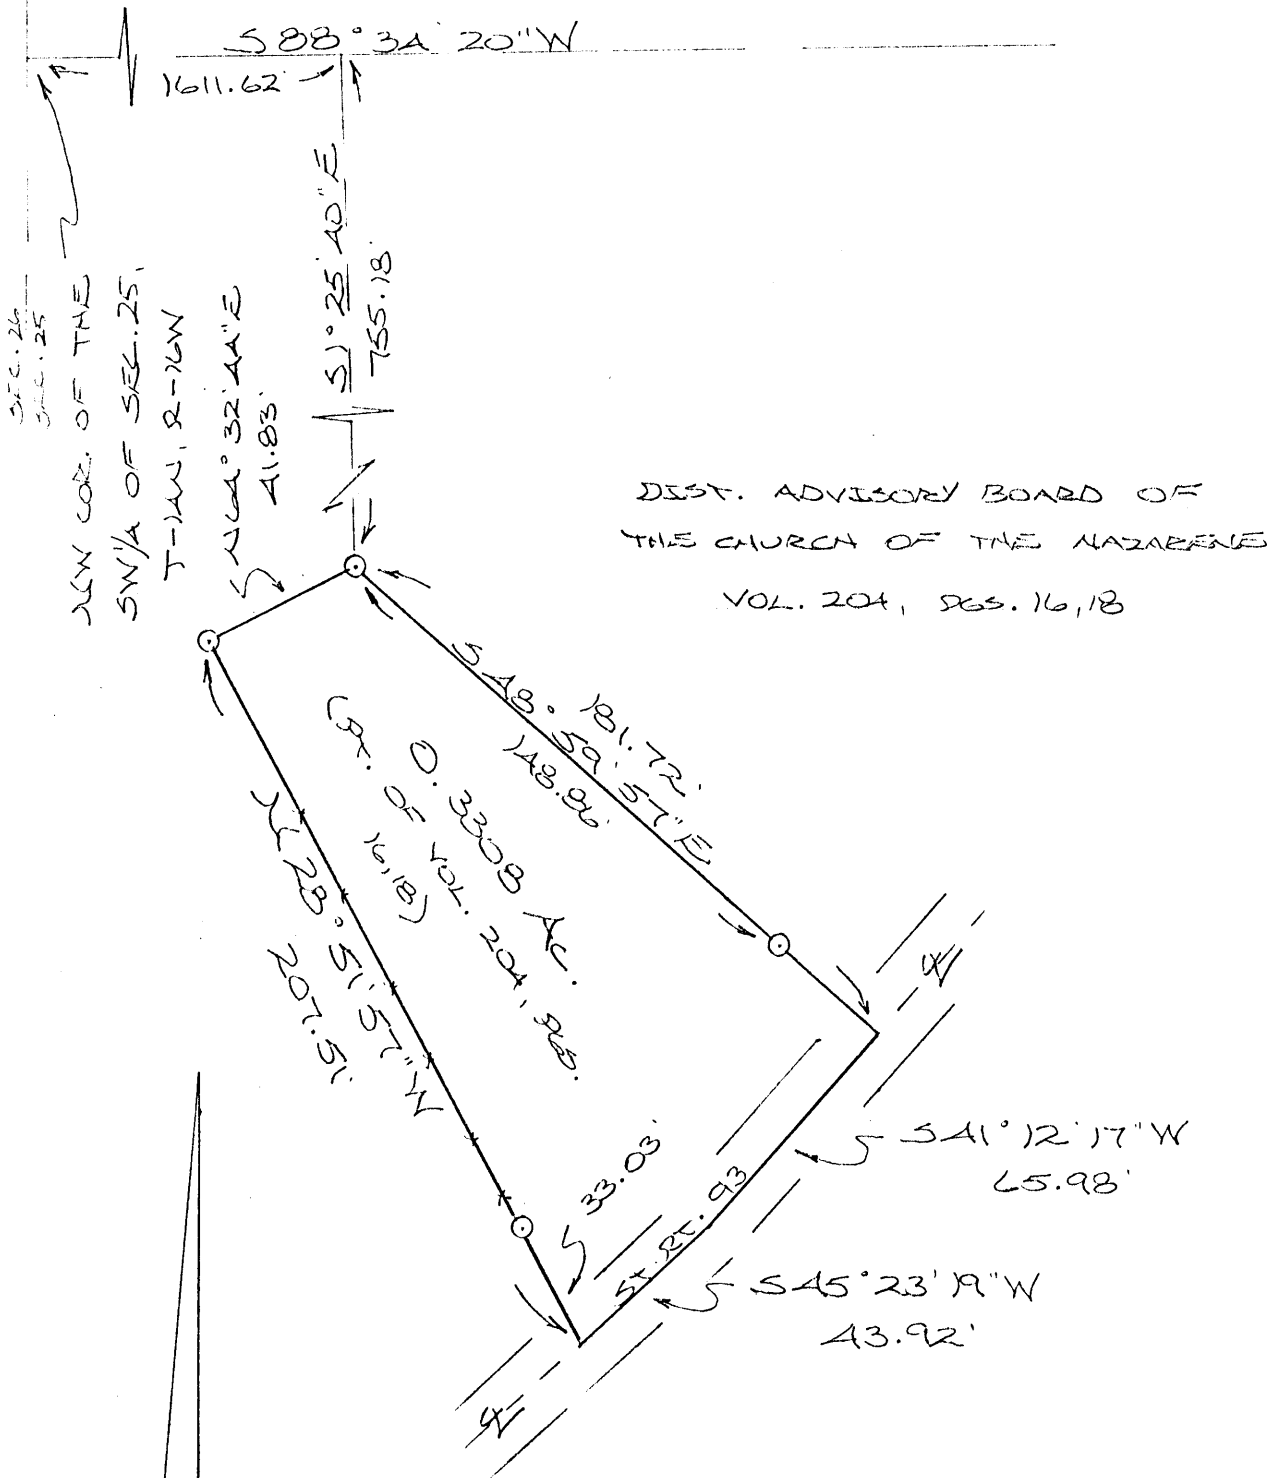 S 88° 34' 20" W
1611.62'
S 1° 25' 40" E
755.18'
SEC. 26
SEC. 25
NW COR. OF THE
SW 1/4 OF SEC. 25,
T-14N, R-16W
N 64° 32' 44" E
41.83'
DIST. ADVISORY BOARD OF
THE CHURCH OF THE NAZARENE
VOL. 204, PGS. 16,18
S 48° 59' 57" E
181.72'
148.86'
0.3308 Ac.
(PT. OF VOL. 204, PGS.
16,18)
N 28° 51' 57" W
207.51'
33.03'
ST. RT. 93
S 41° 12' 17" W
65.98'
S 45° 23' 19" W
43.92'